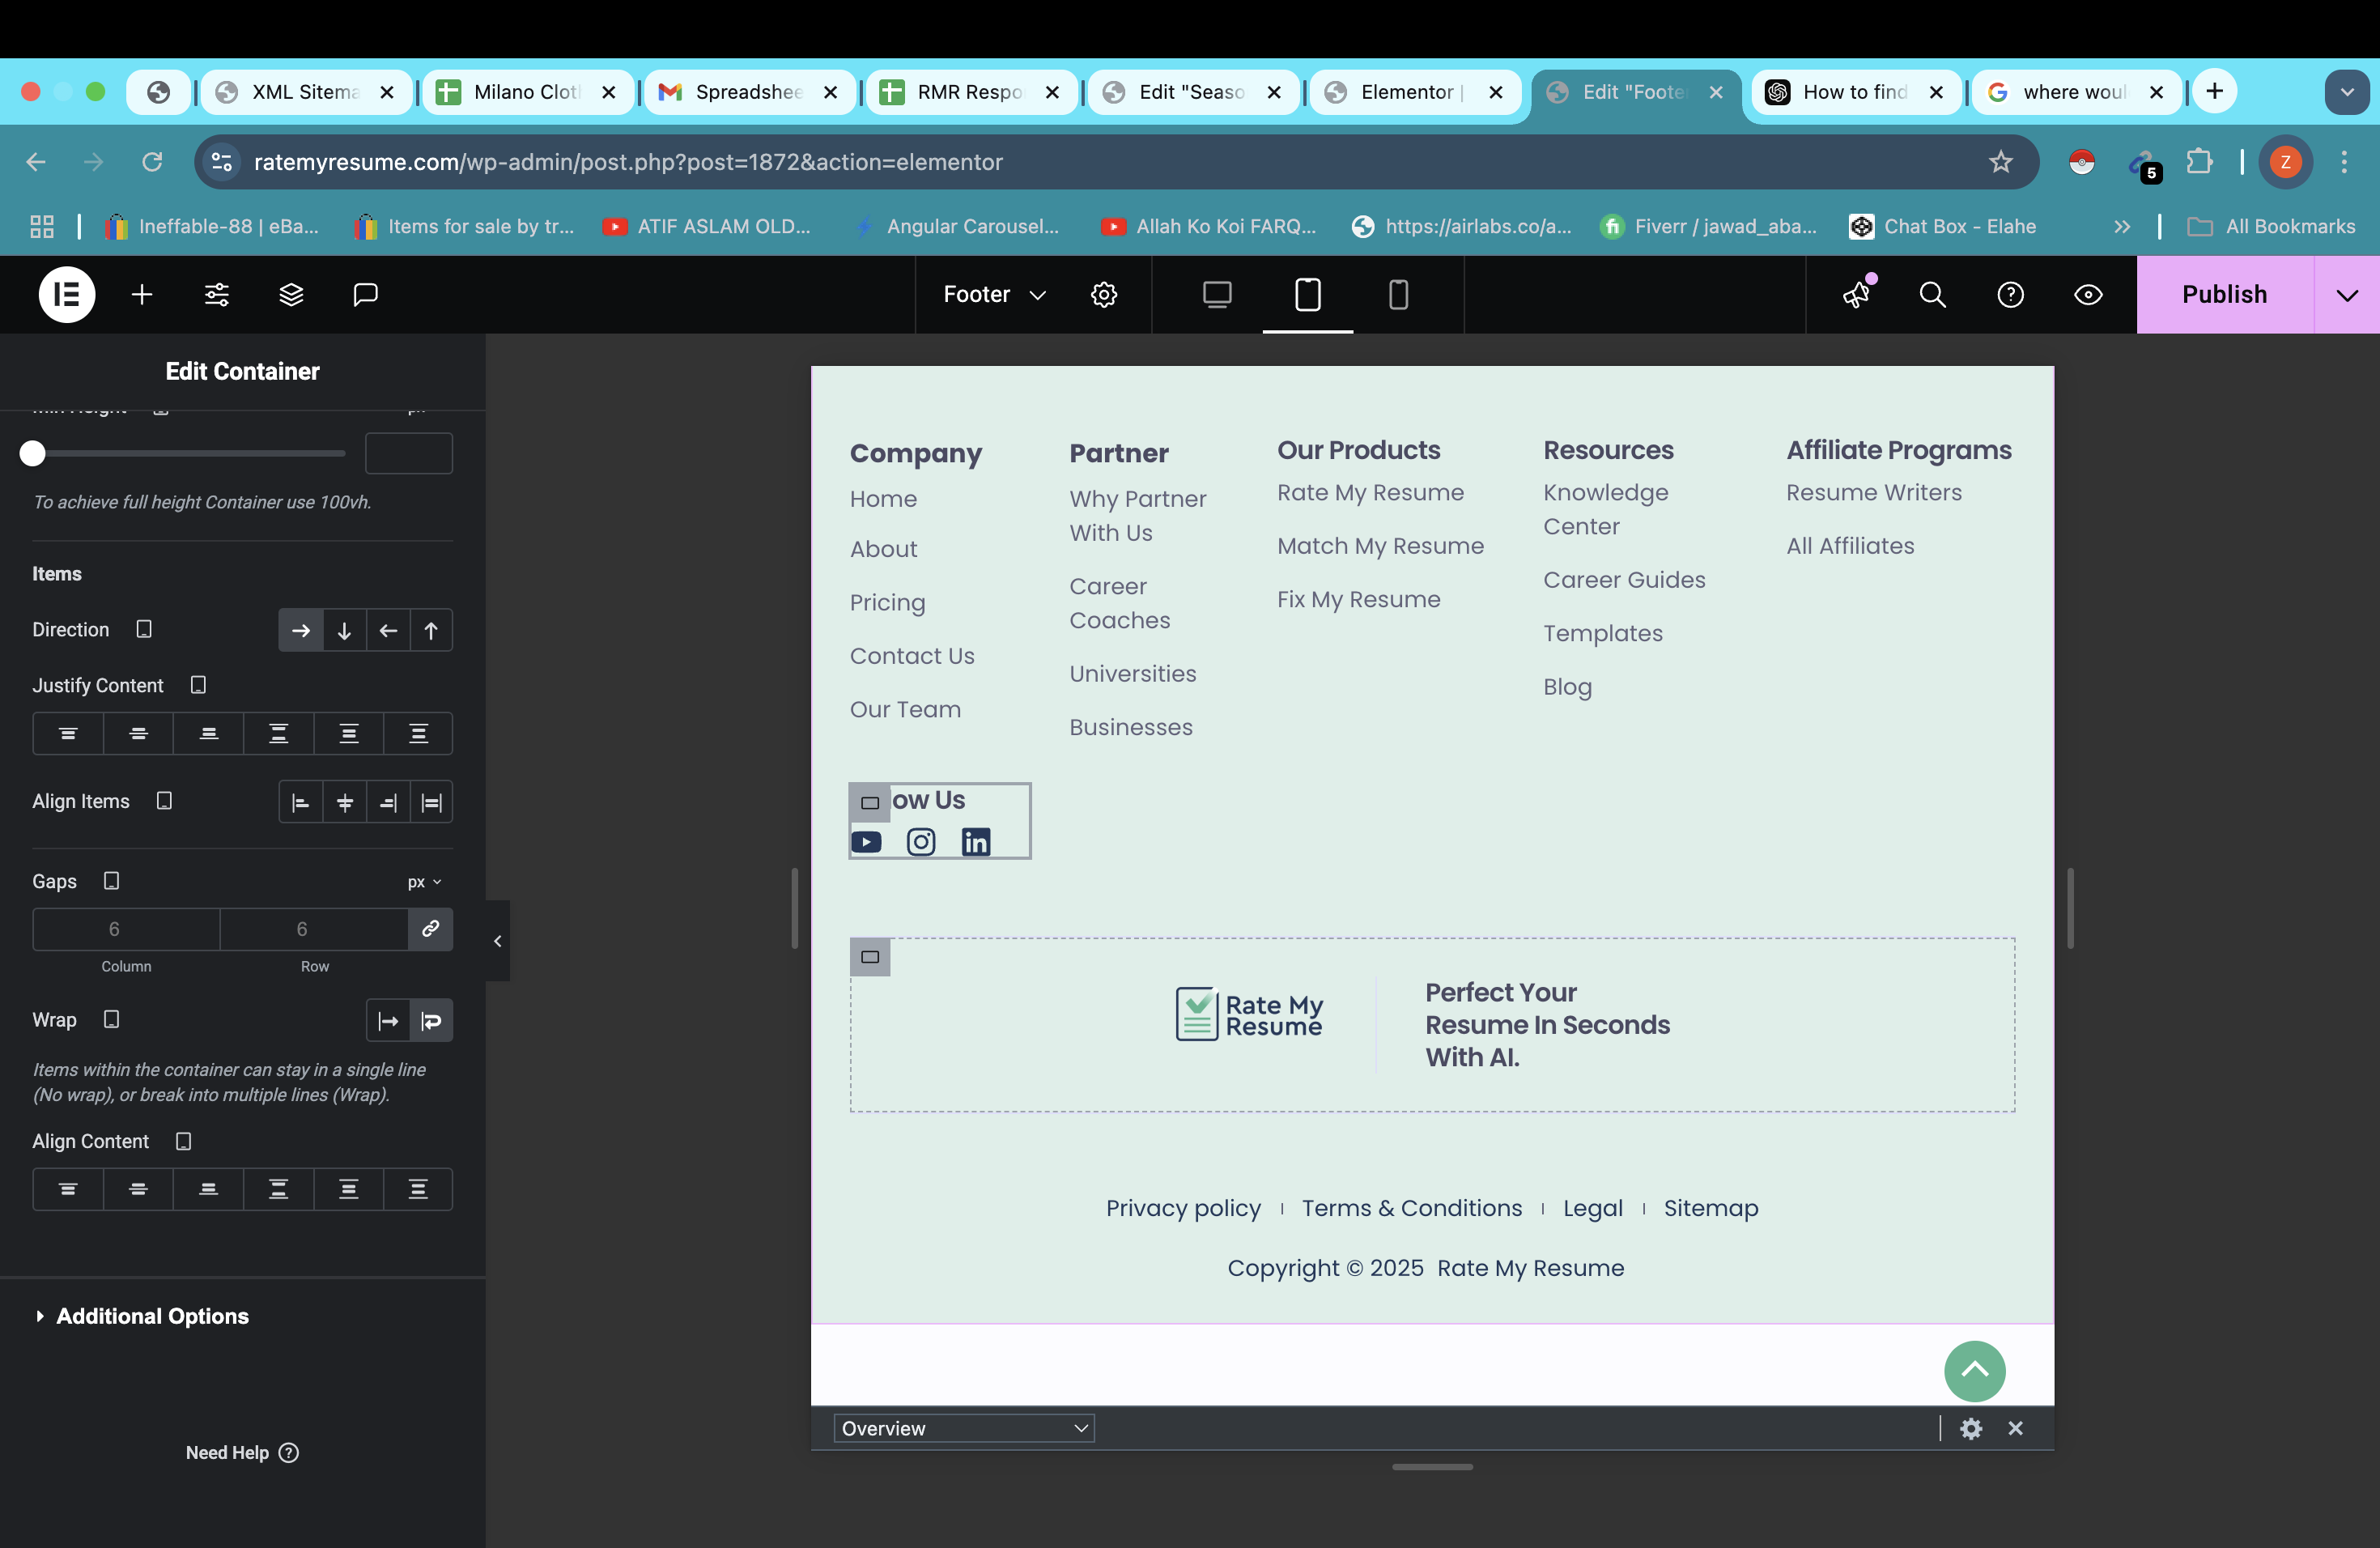 XML Sitema
Milano Clot
Spreadshee
RMR Respo
Edit "Seaso
Elementor |
Edit "Foote
How to find
where woul
ratemyresume.com/wp-admin/post.php?post=1872&action=elementor
5
Z
Ineffable-88 | eBa...
Items for sale by tr...
ATIF ASLAM OLD...
Angular Carousel...
Allah Ko Koi FARQ...
https://airlabs.co/a...
Fiverr / jawad_aba...
Chat Box - Elahe
All Bookmarks
Footer
Publish
Edit Container
To achieve full height Container use 100vh.
Items
Direction
Justify Content
Align Items
Gaps
px
6
6
Column
Row
Wrap
Items within the container can stay in a single line
(No wrap), or break into multiple lines (Wrap).
Align Content
Additional Options
Need Help
Company
Home
About
Pricing
Contact Us
Our Team
Partner
Why Partner
With Us
Career
Coaches
Universities
Businesses
Our Products
Rate My Resume
Match My Resume
Fix My Resume
Resources
Knowledge
Center
Career Guides
Templates
Blog
Affiliate Programs
Resume Writers
All Affiliates
ow Us
Rate My
Resume
Perfect Your
Resume In Seconds
With AI.
Privacy policy
Terms & Conditions
Legal
Sitemap
Copyright © 2025 Rate My Resume
Overview